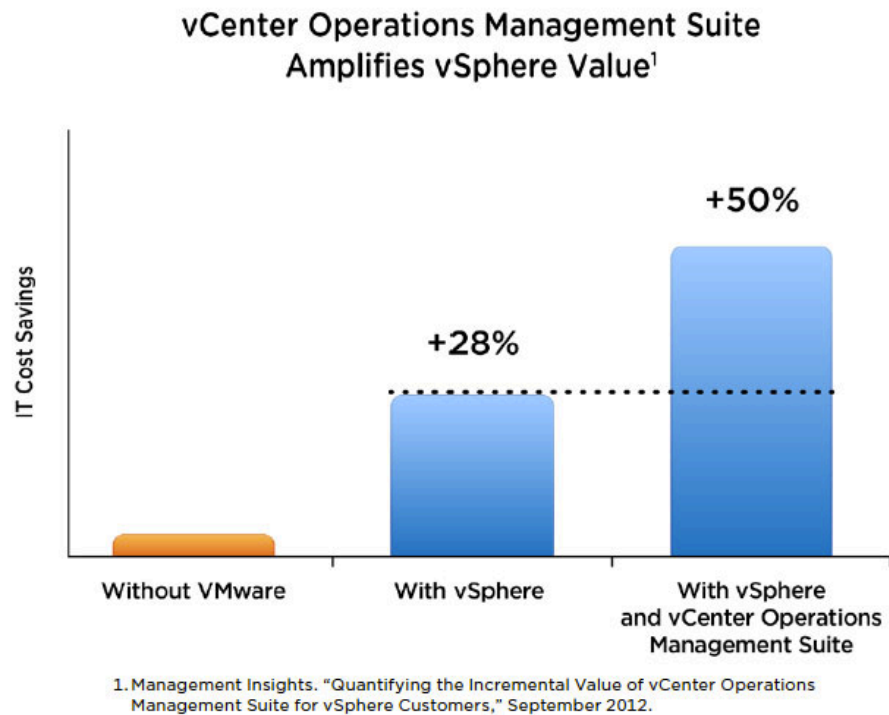 vCenter Operations Management Suite
Amplifies vSphere Value¹
IT Cost Savings
+28%
+50%
Without VMware
With vSphere
With vSphere
and vCenter Operations
Management Suite
1. Management Insights. “Quantifying the Incremental Value of vCenter Operations
Management Suite for vSphere Customers,” September 2012.